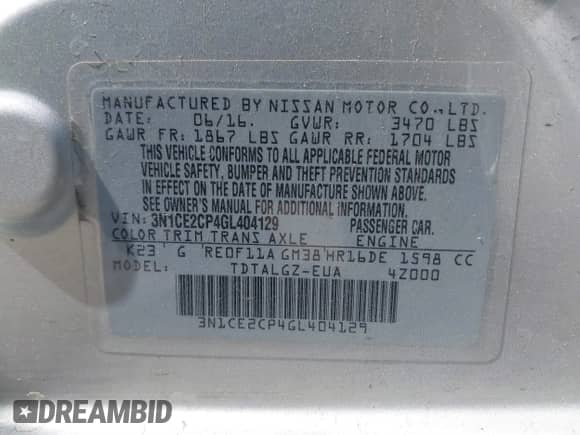 MANUFACTURED BY NISSAN MOTOR CO.,LTD.
DATE: 06/16. GVWR: 3470 LBS
GAWR FR: 1867 LBS GAWR RR: 1704 LBS
THIS VEHICLE CONFORMS TO ALL APPLICABLE FEDERAL MOTOR
VEHICLE SAFETY, BUMPER AND THEFT PREVENTION STANDARDS
IN EFFECT ON THE DATE OF MANUFACTURE SHOWN ABOVE.
SEE OWNER'S MANUAL FOR ADDITIONAL INFORMATION.
VIN: 3N1CE2CP4GL404129 PASSENGER CAR.
COLOR TRIM TRANS AXLE ENGINE
K23 G RE0F11A GM38 HR16DE 1598 CC
TDTALGZ-EUA 4Z000
3N1CE2CP4GL404129
DREAMBID